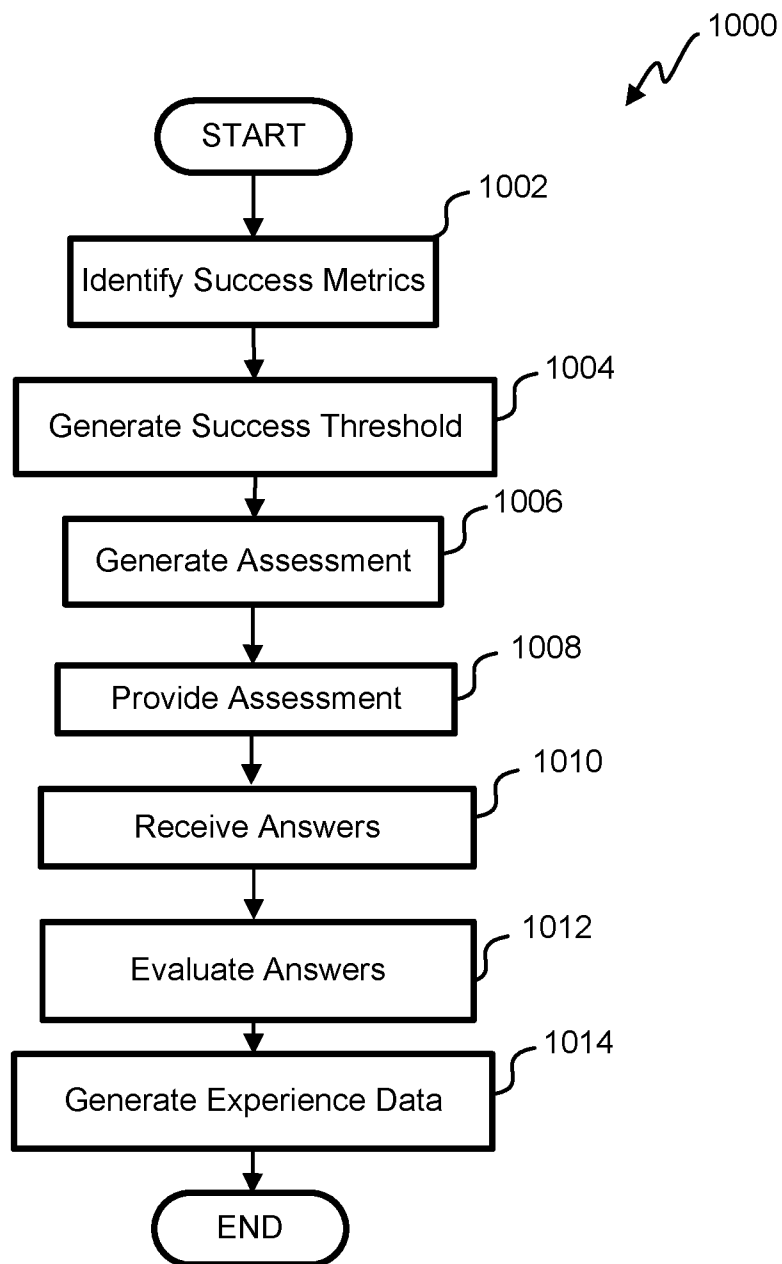 1000
START
1002
Identify Success Metrics
1004
Generate Success Threshold
1006
Generate Assessment
1008
Provide Assessment
1010
Receive Answers
1012
Evaluate Answers
1014
Generate Experience Data
END